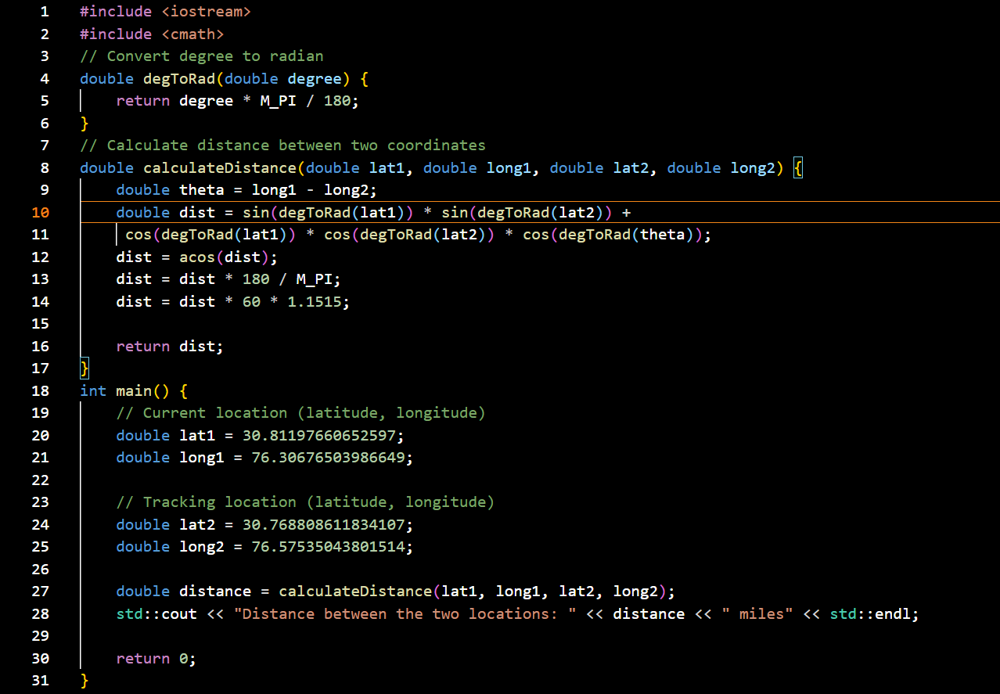 1 #include <iostream>
2 #include <cmath>
3 // Convert degree to radian
4 double degToRad(double degree) {
5     return degree * M_PI / 180;
6 }
7 // Calculate distance between two coordinates
8 double calculateDistance(double lat1, double long1, double lat2, double long2) {
9     double theta = long1 - long2;
10     double dist = sin(degToRad(lat1)) * sin(degToRad(lat2)) +
11      cos(degToRad(lat1)) * cos(degToRad(lat2)) * cos(degToRad(theta));
12     dist = acos(dist);
13     dist = dist * 180 / M_PI;
14     dist = dist * 60 * 1.1515;
15
16     return dist;
17 }
18 int main() {
19     // Current location (latitude, longitude)
20     double lat1 = 30.81197660652597;
21     double long1 = 76.30676503986649;
22
23     // Tracking location (latitude, longitude)
24     double lat2 = 30.768808611834107;
25     double long2 = 76.57535043801514;
26
27     double distance = calculateDistance(lat1, long1, lat2, long2);
28     std::cout << "Distance between the two locations: " << distance << " miles" << std::endl;
29
30     return 0;
31 }